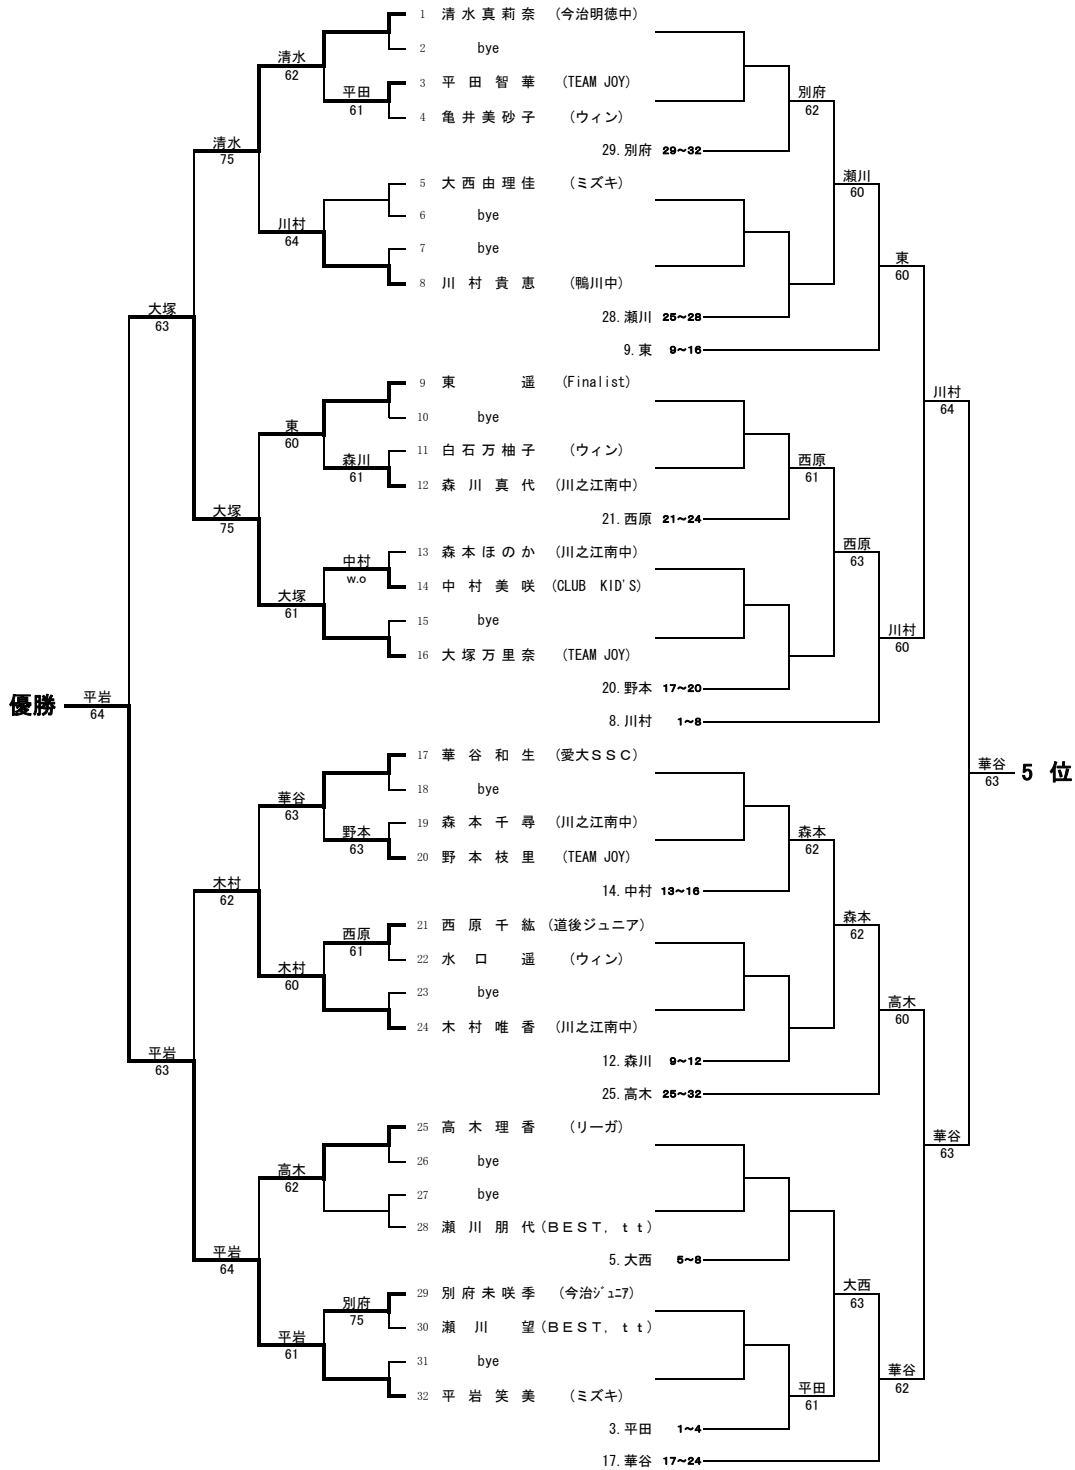 1 清水真莉奈 (今治明徳中)
2 bye
清水
62
3 平田智華 (TEAM JOY)
平田
61
別府
62
4 亀井美砂子 (ウィン)
清水
75
29.別府 29~32
5 大西由理佳 (ミズキ)
瀬川
60
6 bye
川村
64
7 bye
東
60
8 川村貴恵 (鴨川中)
大塚
63
28.瀬川 25~28
9.東 9~16
9 東 遥 (Finalist)
川村
64
10 bye
東
60
11 白石万柚子 (ウィン)
森川
61
西原
61
12 森川真代 (川之江南中)
大塚
75
21.西原 21~24
13 森本ほのか (川之江南中)
西原
63
中村
w.o
14 中村美咲 (CLUB KID'S)
大塚
61
15 bye
川村
60
16 大塚万里奈 (TEAM JOY)
20.野本 17~20
優勝
平岩
64
8.川村 1~8
17 華谷和生 (愛大SSC)
華谷
63
5 位
18 bye
華谷
63
19 森本千尋 (川之江南中)
野本
63
森本
62
20 野本枝里 (TEAM JOY)
木村
62
14.中村 13~16
21 西原千紘 (道後ジュニア)
西原
61
森本
62
22 水口 遥 (ウィン)
木村
60
23 bye
高木
60
24 木村唯香 (川之江南中)
平岩
63
12.森川 9~12
25.高木 25~32
25 高木理香 (リーガ)
華谷
63
26 bye
高木
62
27 bye
28 瀬川朋代 (BEST, tt)
平岩
64
5.大西 5~8
29 別府未咲季 (今治ジュニア)
大西
63
別府
75
30 瀬川 望 (BEST, tt)
平岩
61
31 bye
華谷
62
32 平岩笑美 (ミズキ)
平田
61
3.平田 1~4
17.華谷 17~24